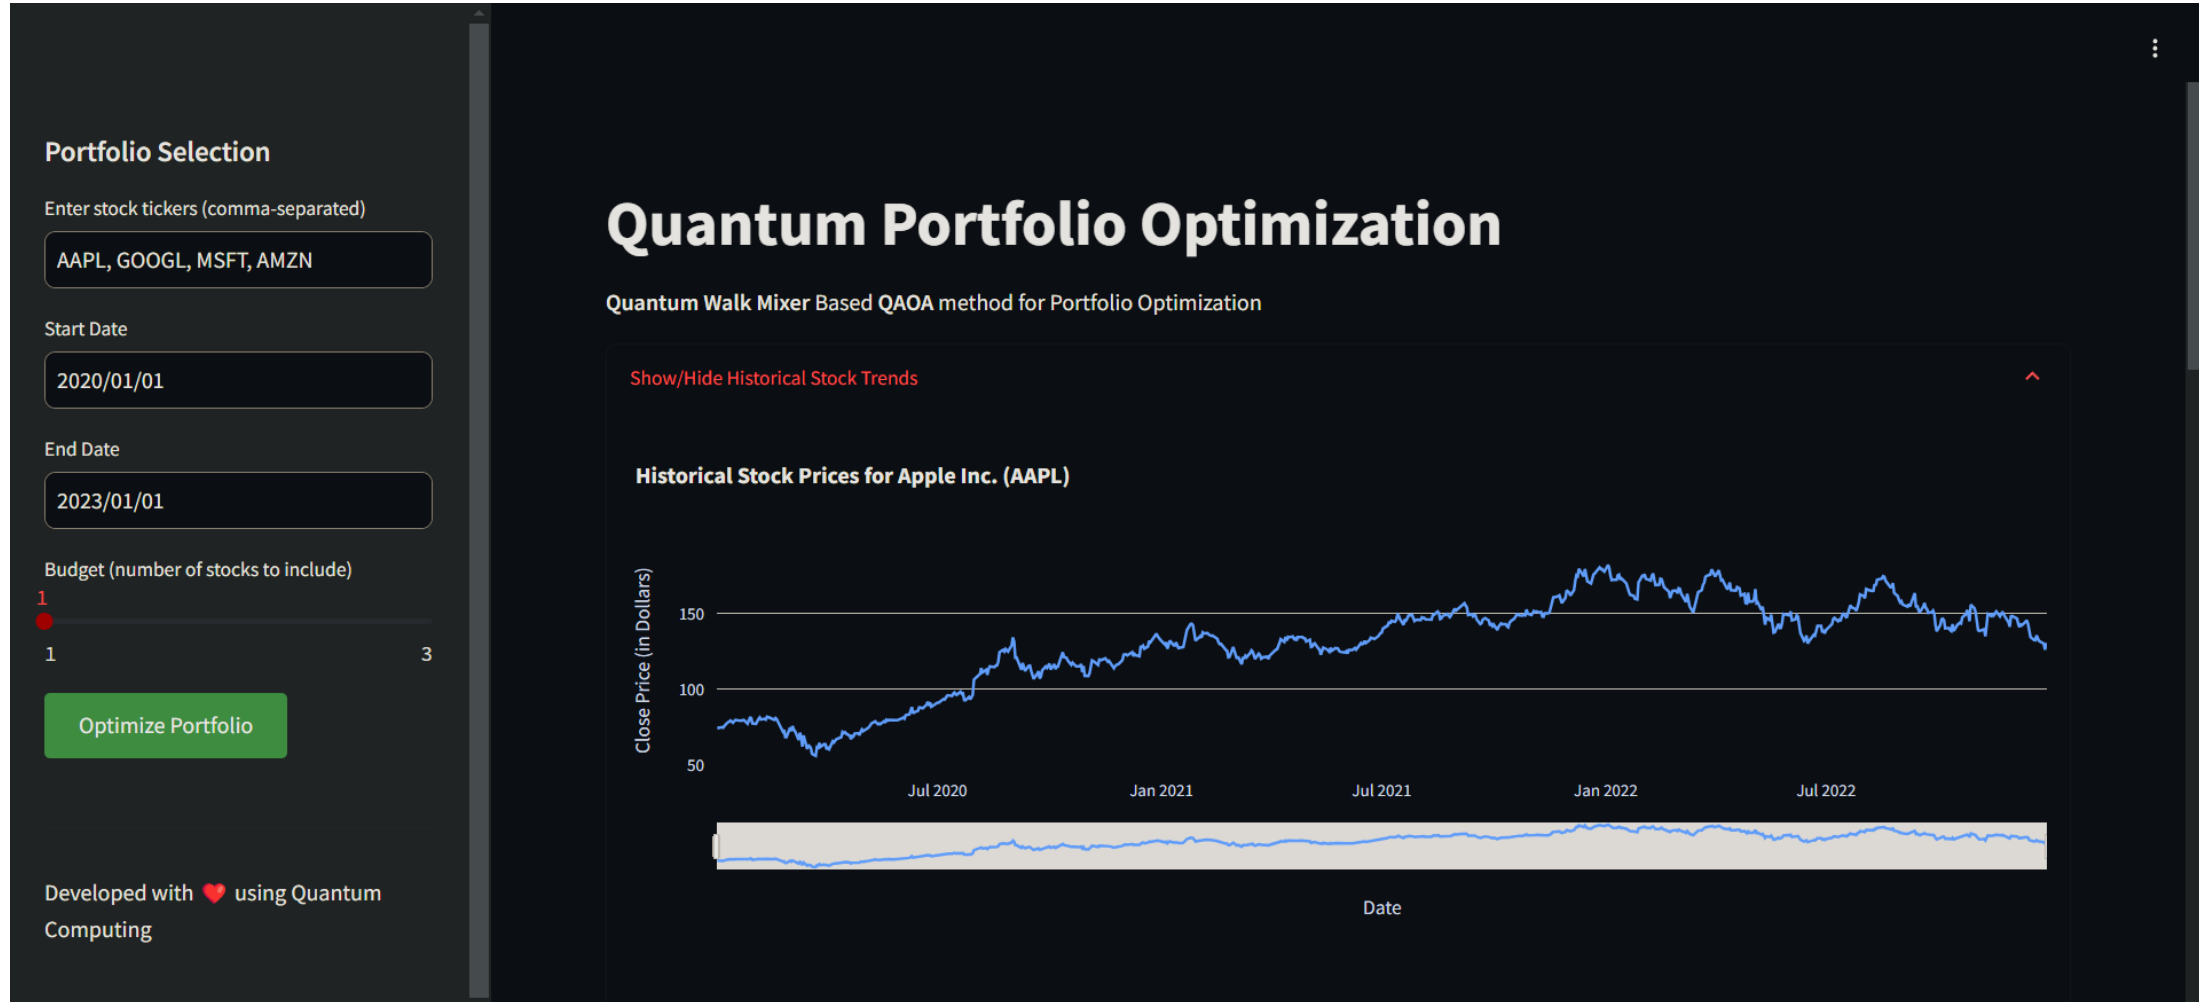 Portfolio Selection
Enter stock tickers (comma-separated)
AAPL, GOOGL, MSFT, AMZN
Start Date
2020/01/01
End Date
2023/01/01
Budget (number of stocks to include)
1
1 3
Optimize Portfolio
Developed with ❤️ using Quantum
Computing
Quantum Portfolio Optimization
Quantum Walk Mixer Based QAOA method for Portfolio Optimization
Show/Hide Historical Stock Trends
Historical Stock Prices for Apple Inc. (AAPL)
Close Price (in Dollars)
150
100
50
Jul 2020 Jan 2021 Jul 2021 Jan 2022 Jul 2022
Date